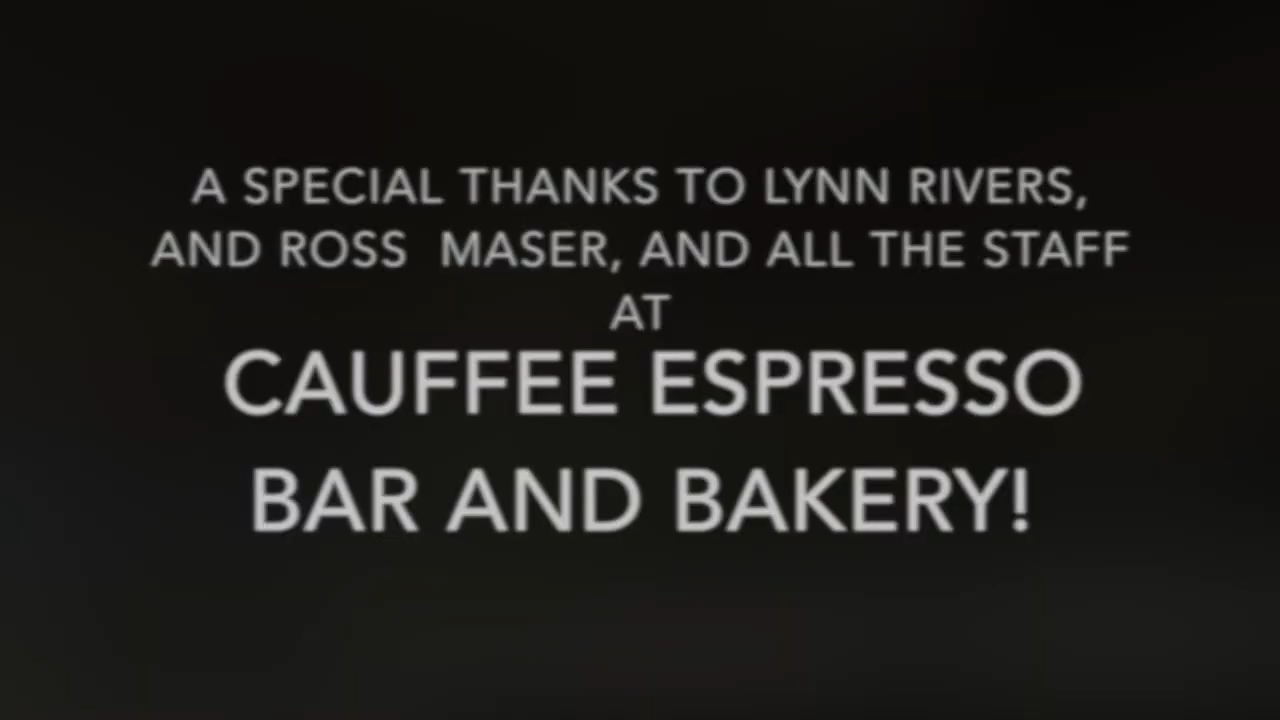 A SPECIAL THANKS TO LYNN RIVERS,
AND ROSS  MASER, AND ALL THE STAFF
AT
CAUFFEE ESPRESSO
BAR AND BAKERY!